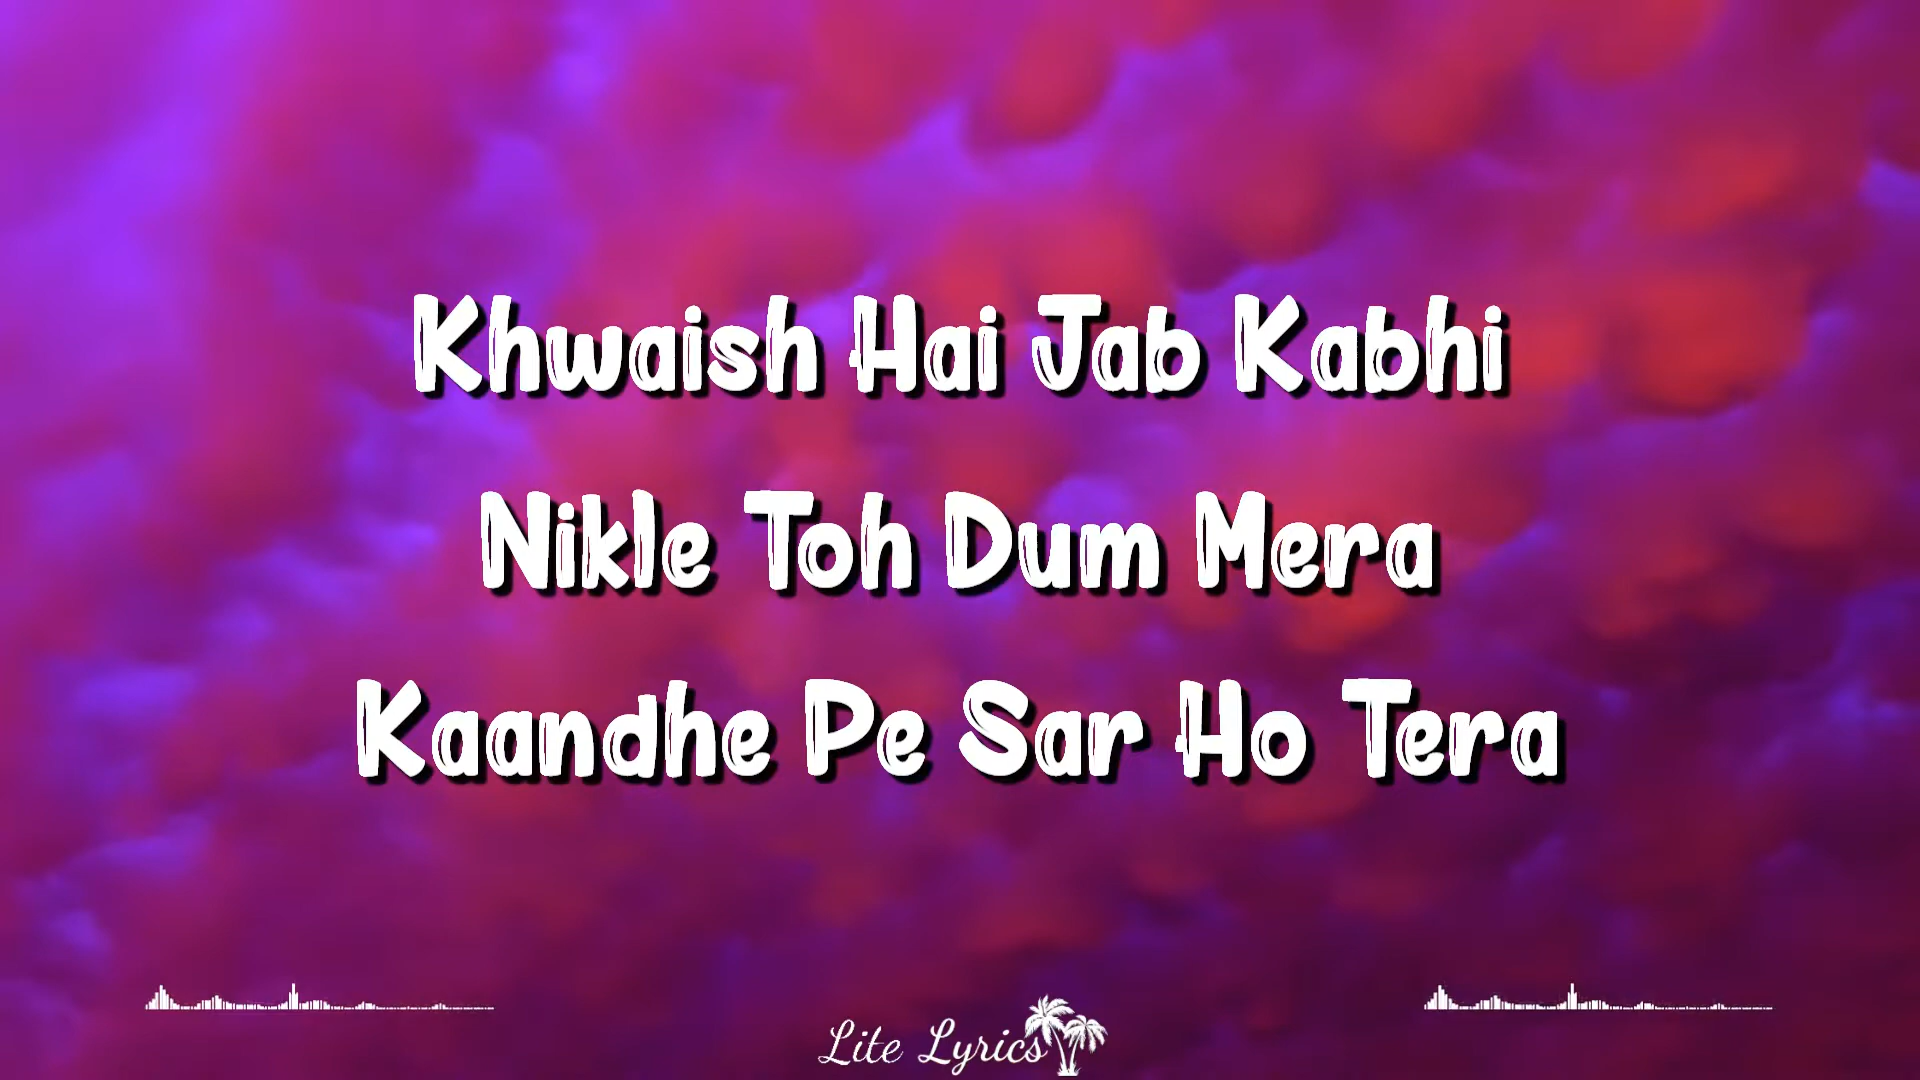 Khwaish Hai Jab Kabhi
Nikle Toh Dum Mera
Kaandhe Pe Sar Ho Tera
Lite Lyrics